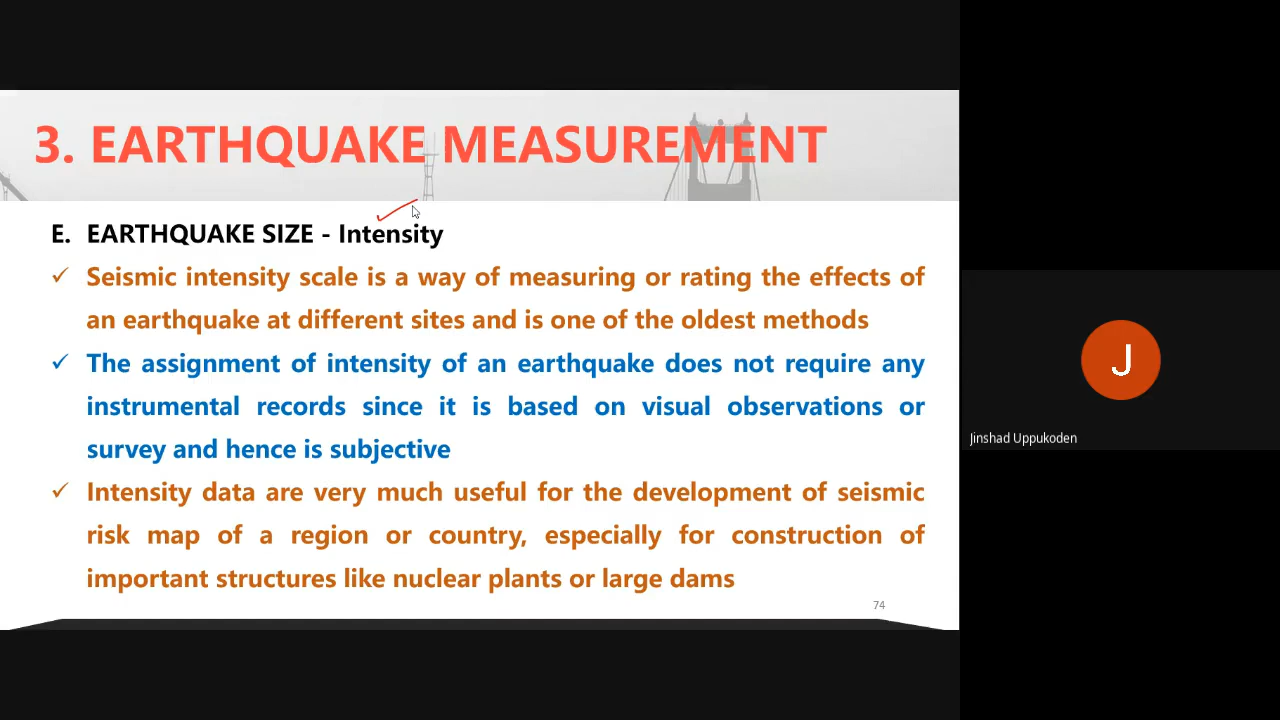 3. EARTHQUAKE MEASUREMENT
E. EARTHQUAKE SIZE - Intensity
✓ Seismic intensity scale is a way of measuring or rating the effects of
an earthquake at different sites and is one of the oldest methods
✓ The assignment of intensity of an earthquake does not require any
instrumental records since it is based on visual observations or
survey and hence is subjective
✓ Intensity data are very much useful for the development of seismic
risk map of a region or country, especially for construction of
important structures like nuclear plants or large dams
74
J
Jinshad Uppukoden